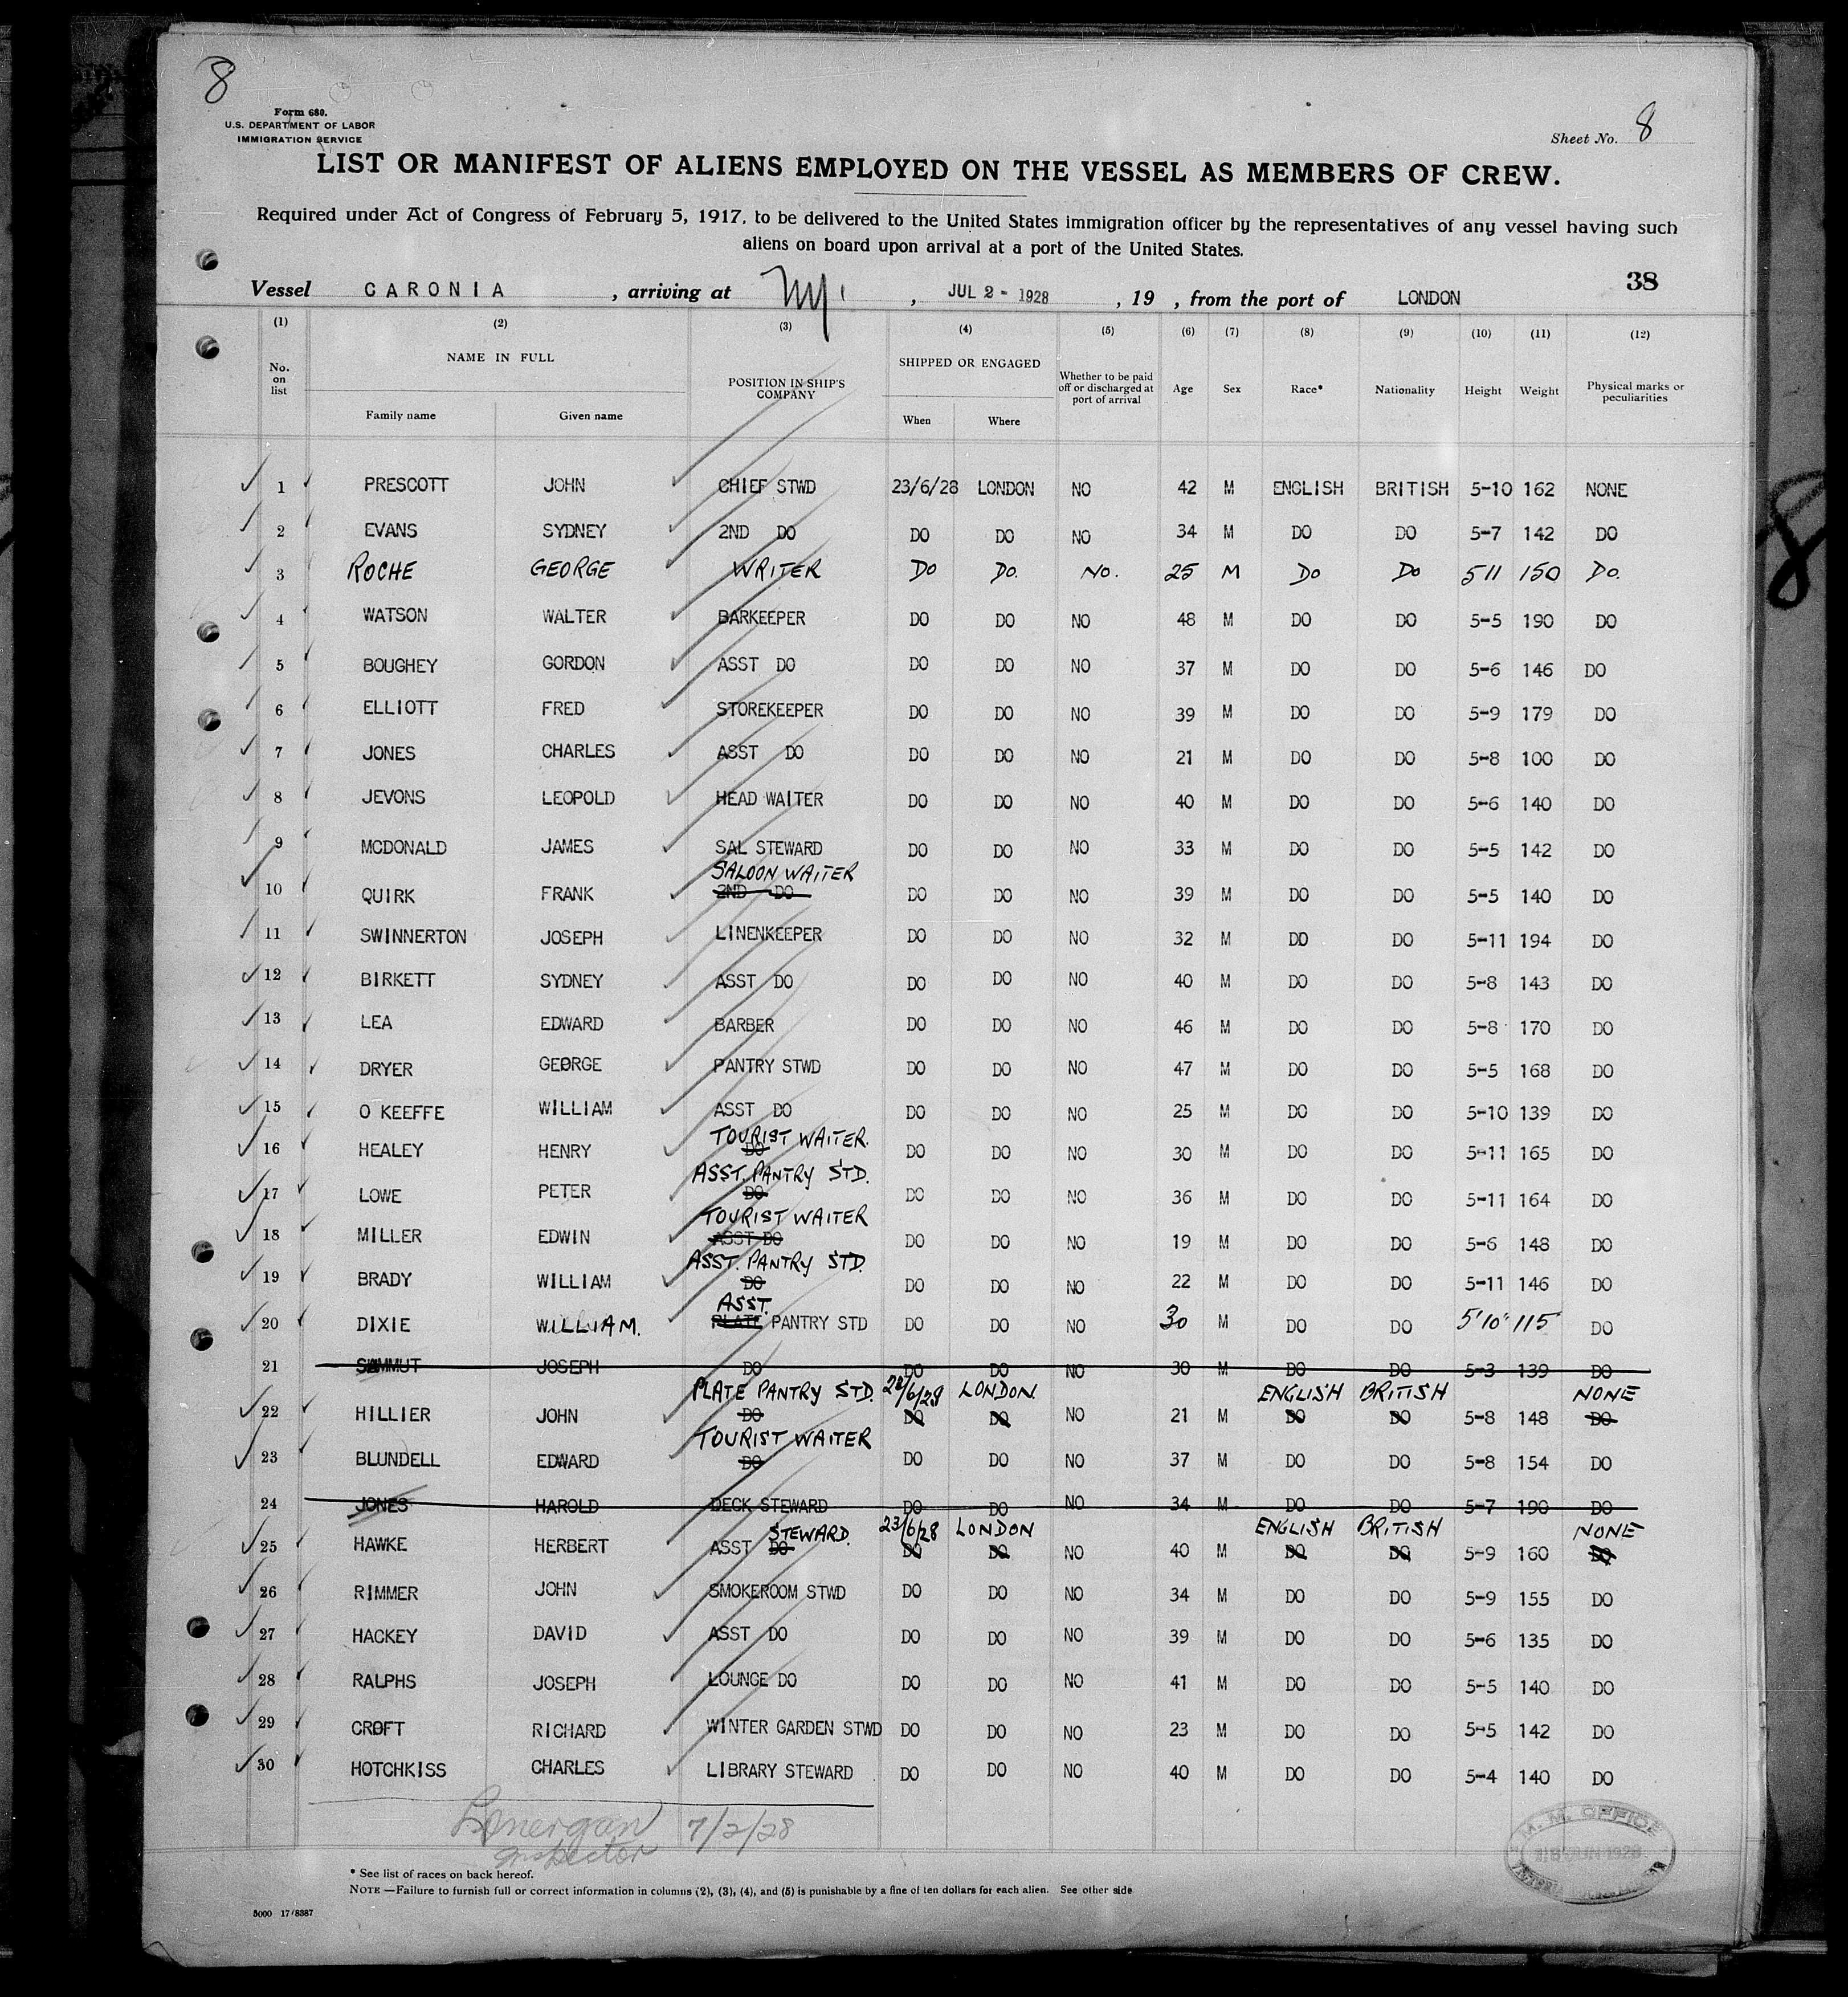 8
Form 680.
U.S. DEPARTMENT OF LABOR
IMMIGRATION SERVICE
Sheet No. 8
LIST OR MANIFEST OF ALIENS EMPLOYED ON THE VESSEL AS MEMBERS OF CREW.
Required under Act of Congress of February 5, 1917, to be delivered to the United States immigration officer by the representatives of any vessel having such
aliens on board upon arrival at a port of the United States.
38
Vessel CARONIA, arriving at NY, JUL 2 - 1928, 19 , from the port of LONDON
(1) (2) (3) (4) (5) (6) (7) (8) (9) (10) (11) (12)
No. on list NAME IN FULL Family name Given name POSITION IN SHIP'S COMPANY SHIPPED OR ENGAGED When Where Whether to be paid off or discharged at port of arrival Age Sex Race* Nationality Height Weight Physical marks or peculiarities
1 PRESCOTT JOHN CHIEF STWD 23/6/28 LONDON NO 42 M ENGLISH BRITISH 5-10 162 NONE
2 EVANS SYDNEY 2ND DO DO DO NO 34 M DO DO 5-7 142 DO
3 ROCHE GEORGE WRITER DO DO. NO. 25 M DO DO 5 11 150 DO.
4 WATSON WALTER BARKEEPER DO DO NO 48 M DO DO 5-5 190 DO
5 BOUGHEY GORDON ASST DO DO DO NO 37 M DO DO 5-6 146 DO
6 ELLIOTT FRED STOREKEEPER DO DO NO 39 M DO DO 5-9 179 DO
7 JONES CHARLES ASST DO DO DO NO 21 M DO DO 5-8 100 DO
8 JEVONS LEOPOLD HEAD WAITER DO DO NO 40 M DO DO 5-6 140 DO
9 MCDONALD JAMES SAL STEWARD DO DO NO 33 M DO DO 5-5 142 DO
SALOON WAITER
10 QUIRK FRANK 2ND DO DO DO NO 39 M DO DO 5-5 140 DO
11 SWINNERTON JOSEPH LINENKEEPER DO DO NO 32 M DD DO 5-11 194 DO
12 BIRKETT SYDNEY ASST DO DO DO NO 40 M DO DO 5-8 143 DO
13 LEA EDWARD BARBER DO DO NO 46 M DO DO 5-8 170 DO
14 DRYER GEORGE PANTRY STWD DO DO NO 47 M DO DO 5-5 168 DO
15 O KEEFFE WILLIAM ASST DO DO DO NO 25 M DO DO 5-10 139 DO
TOURIST WAITER.
16 HEALEY HENRY DO DO DO NO 30 M DO DO 5-11 165 DO
ASST. PANTRY STD.
17 LOWE PETER DO DO DO NO 36 M DO DO 5-11 164 DO
TOURIST WAITER
18 MILLER EDWIN ASST DO DO DO NO 19 M DO DO 5-6 148 DO
ASST. PANTRY STD.
19 BRADY WILLIAM DO DO DO NO 22 M DO DO 5-11 146 DO
ASST.
20 DIXIE WILLIAM. PLATE PANTRY STD DO DO NO 30 M DO DO 5'10" 115 DO
21 SAMMUT JOSEPH DO DO DO NO 30 M DO DO 5-3 139 DO
PLATE PANTRY STD. 23/6/28 LONDON ENGLISH BRITISH NONE
22 HILLIER JOHN DO DO DO NO 21 M DO DO 5-8 148 DO
TOURIST WAITER
23 BLUNDELL EDWARD DO DO DO NO 37 M DO DO 5-8 154 DO
24 JONES HAROLD DECK STEWARD DO DO NO 34 M DO DO 5-7 190 DO
STEWARD. 23/6/28 LONDON ENGLISH BRITISH NONE
25 HAWKE HERBERT ASST DO DO DO NO 40 M DO DO 5-9 160 DO
26 RIMMER JOHN SMOKEROOM STWD DO DO NO 34 M DO DO 5-9 155 DO
27 HACKEY DAVID ASST DO DO DO NO 39 M DO DO 5-6 135 DO
28 RALPHS JOSEPH LOUNGE DO DO DO NO 41 M DO DO 5-5 140 DO
29 CROFT RICHARD WINTER GARDEN STWD DO DO NO 23 M DO DO 5-5 142 DO
30 HOTCHKISS CHARLES LIBRARY STEWARD DO DO NO 40 M DO DO 5-4 140 DO
Lonergan 7/2/28
Inspector
M. M. OFFICE
18 JUN 1928
* See list of races on back hereof.
NOTE.—Failure to furnish full or correct information in columns (2), (3), (4), and (5) is punishable by a fine of ten dollars for each alien. See other side
5000 17/8387
8